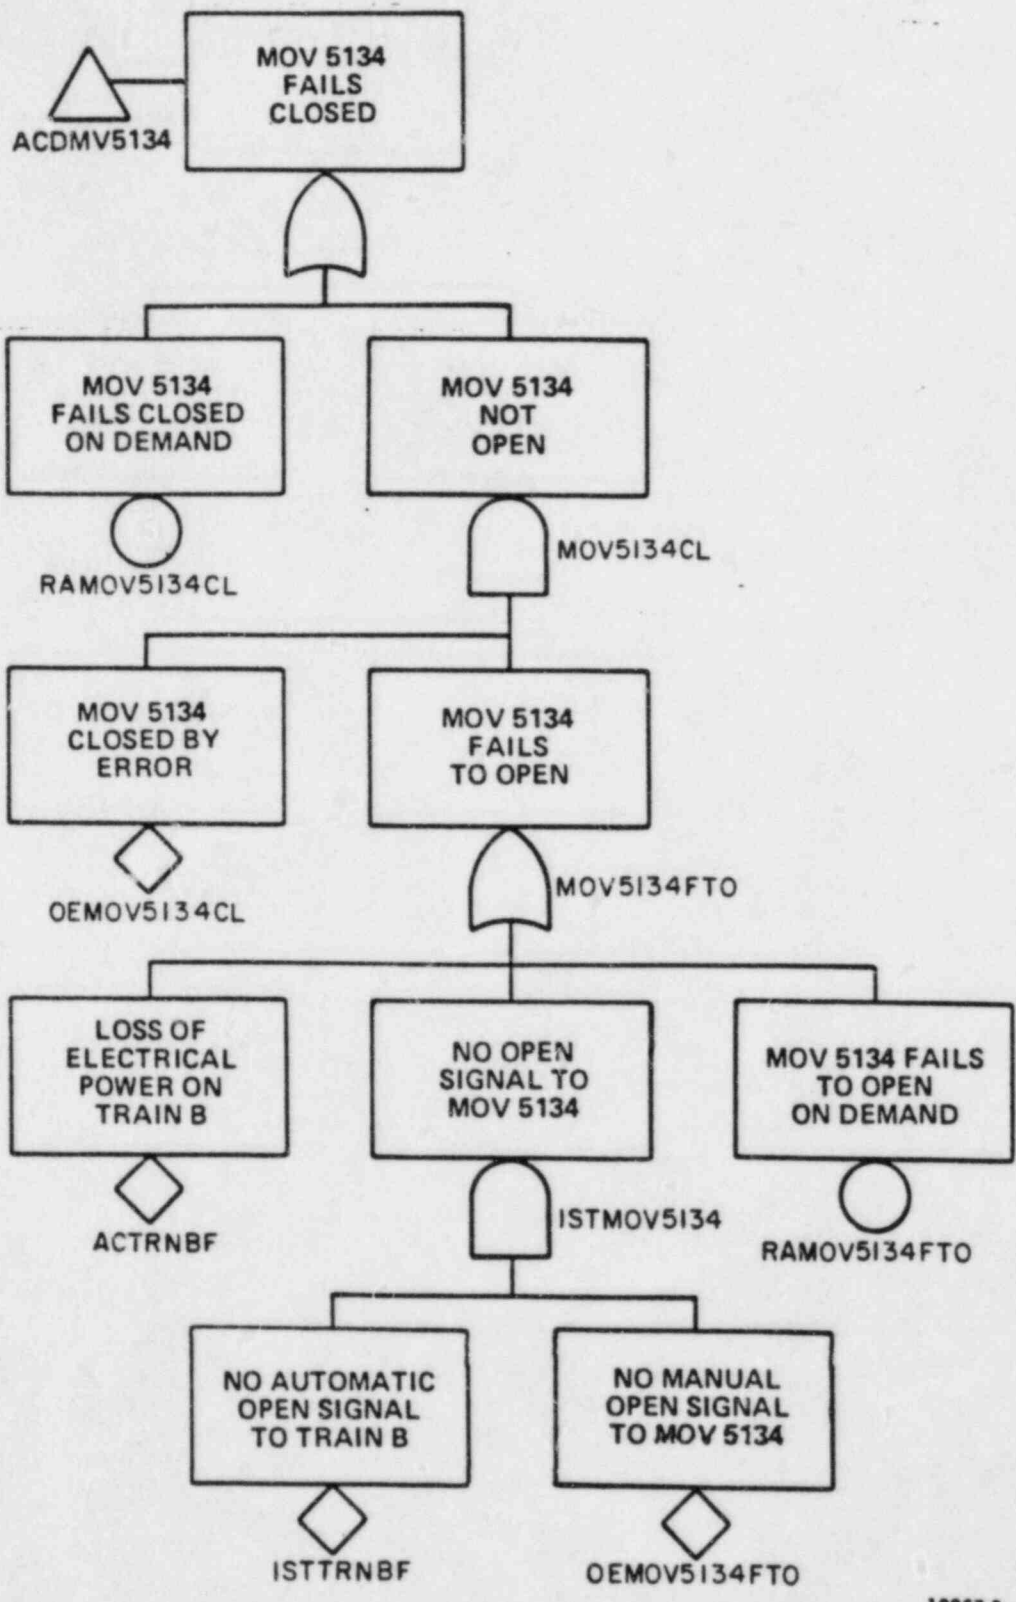 MOV 5134
FAILS
CLOSED
ACDMV5134
MOV 5134
FAILS CLOSED
ON DEMAND
MOV 5134
NOT
OPEN
RAMOV5134CL
MOV5134CL
MOV 5134
CLOSED BY
ERROR
MOV 5134
FAILS
TO OPEN
OEMOV5134CL
MOV5134FTO
LOSS OF
ELECTRICAL
POWER ON
TRAIN B
NO OPEN
SIGNAL TO
MOV 5134
MOV 5134 FAILS
TO OPEN
ON DEMAND
ACTRNBF
ISTMOV5134
RAMOV5134FTO
NO AUTOMATIC
OPEN SIGNAL
TO TRAIN B
NO MANUAL
OPEN SIGNAL
TO MOV 5134
ISTTRNBF
OEMOV5134FTO